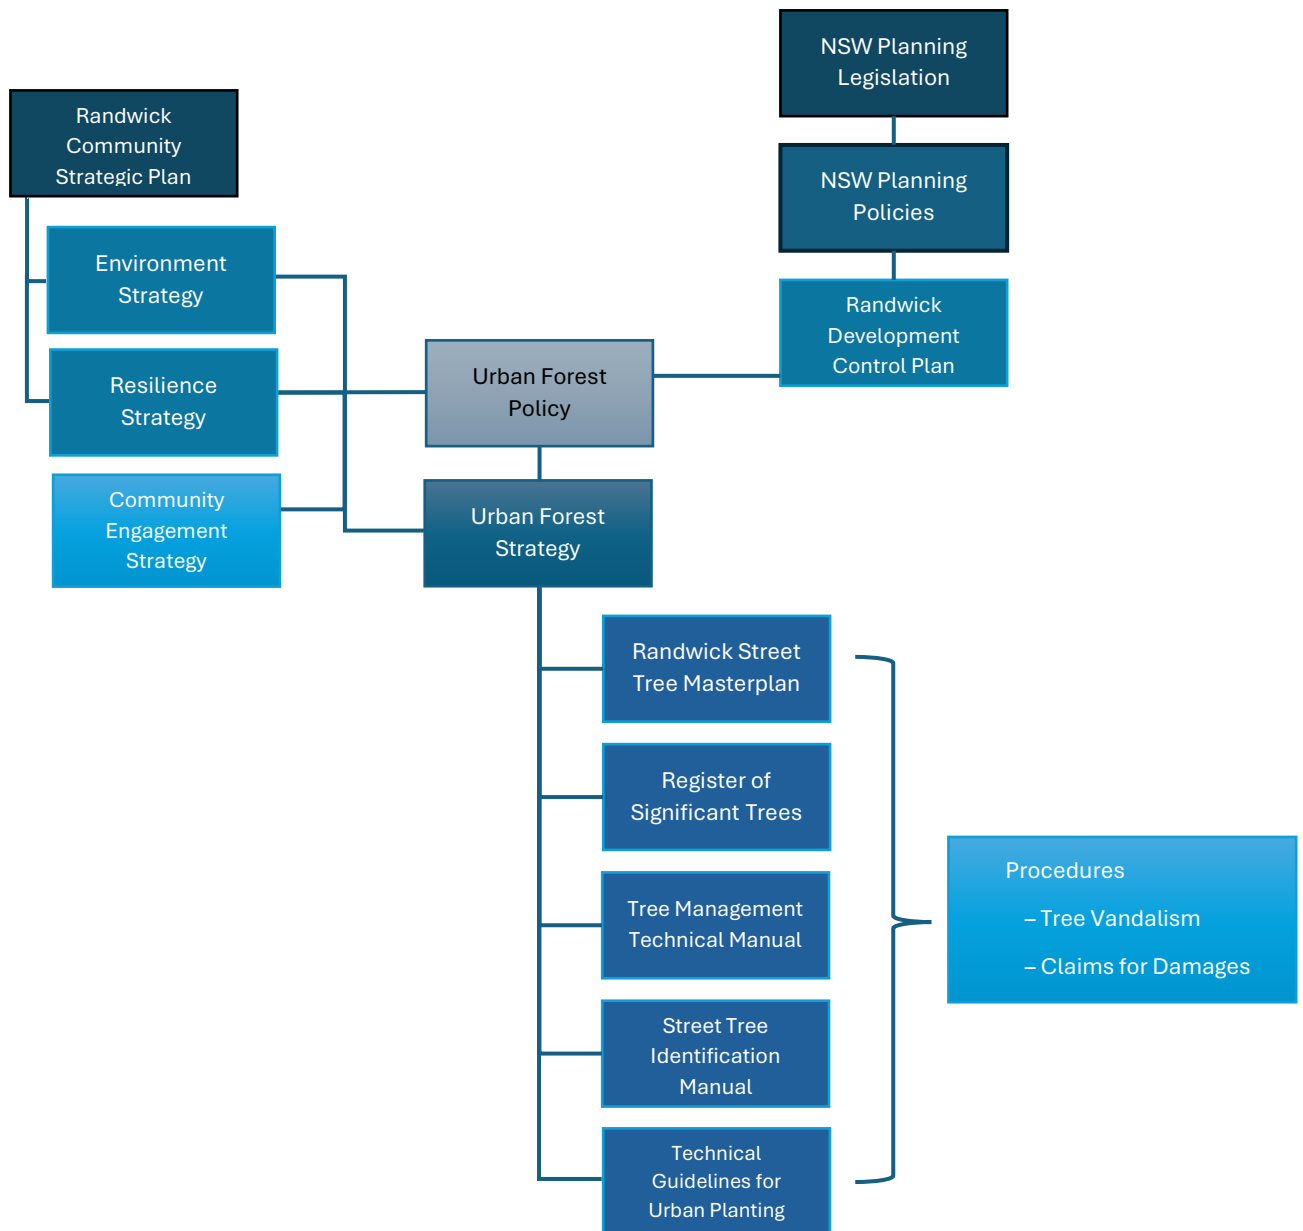 NSW Planning
Legislation
Randwick
Community
Strategic Plan
NSW Planning
Policies
Environment
Strategy
Randwick
Development
Control Plan
Resilience
Strategy
Urban Forest
Policy
Community
Engagement
Strategy
Urban Forest
Strategy
Randwick Street
Tree Masterplan
Register of
Significant Trees
Tree Management
Technical Manual
Procedures
– Tree Vandalism
– Claims for Damages
Street Tree
Identification
Manual
Technical
Guidelines for
Urban Planting